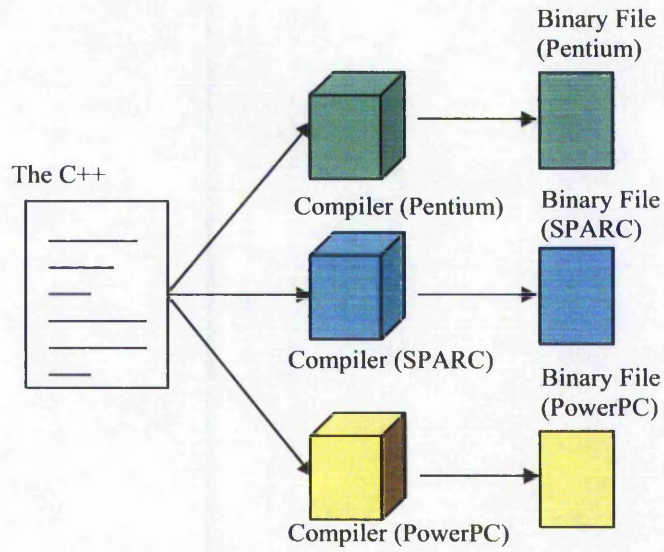 Binary File
(Pentium)
The C++
Compiler (Pentium)
Binary File
(SPARC)
Compiler (SPARC)
Binary File
(PowerPC)
Compiler (PowerPC)